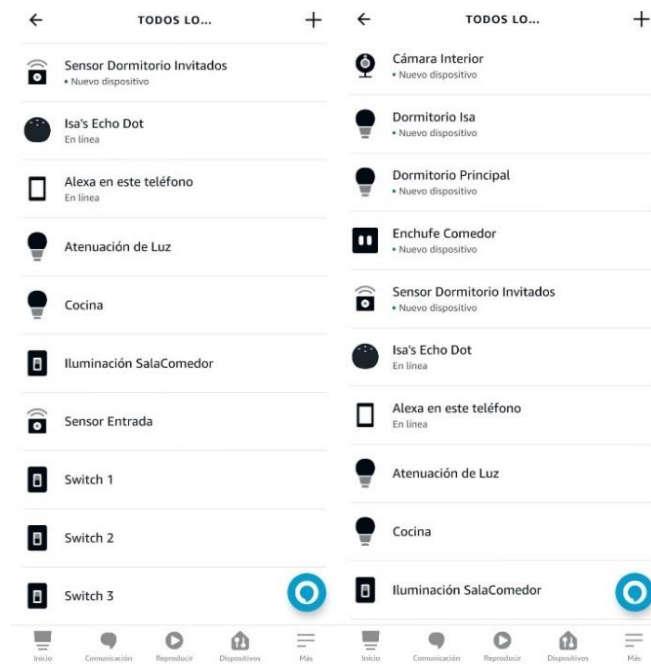 TODOS LO...
Sensor Dormitorio Invitados
• Nuevo dispositivo
Isa's Echo Dot
En línea
Alexa en este teléfono
En línea
Atenuación de Luz
Cocina
Iluminación SalaComedor
Sensor Entrada
Switch 1
Switch 2
Switch 3
Inicio
Comunicación
Reproducir
Dispositivos
Más
TODOS LO...
Cámara Interior
• Nuevo dispositivo
Dormitorio Isa
• Nuevo dispositivo
Dormitorio Principal
• Nuevo dispositivo
Enchufe Comedor
• Nuevo dispositivo
Sensor Dormitorio Invitados
• Nuevo dispositivo
Isa's Echo Dot
En línea
Alexa en este teléfono
En línea
Atenuación de Luz
Cocina
Iluminación SalaComedor
Inicio
Comunicación
Reproducir
Dispositivos
Más